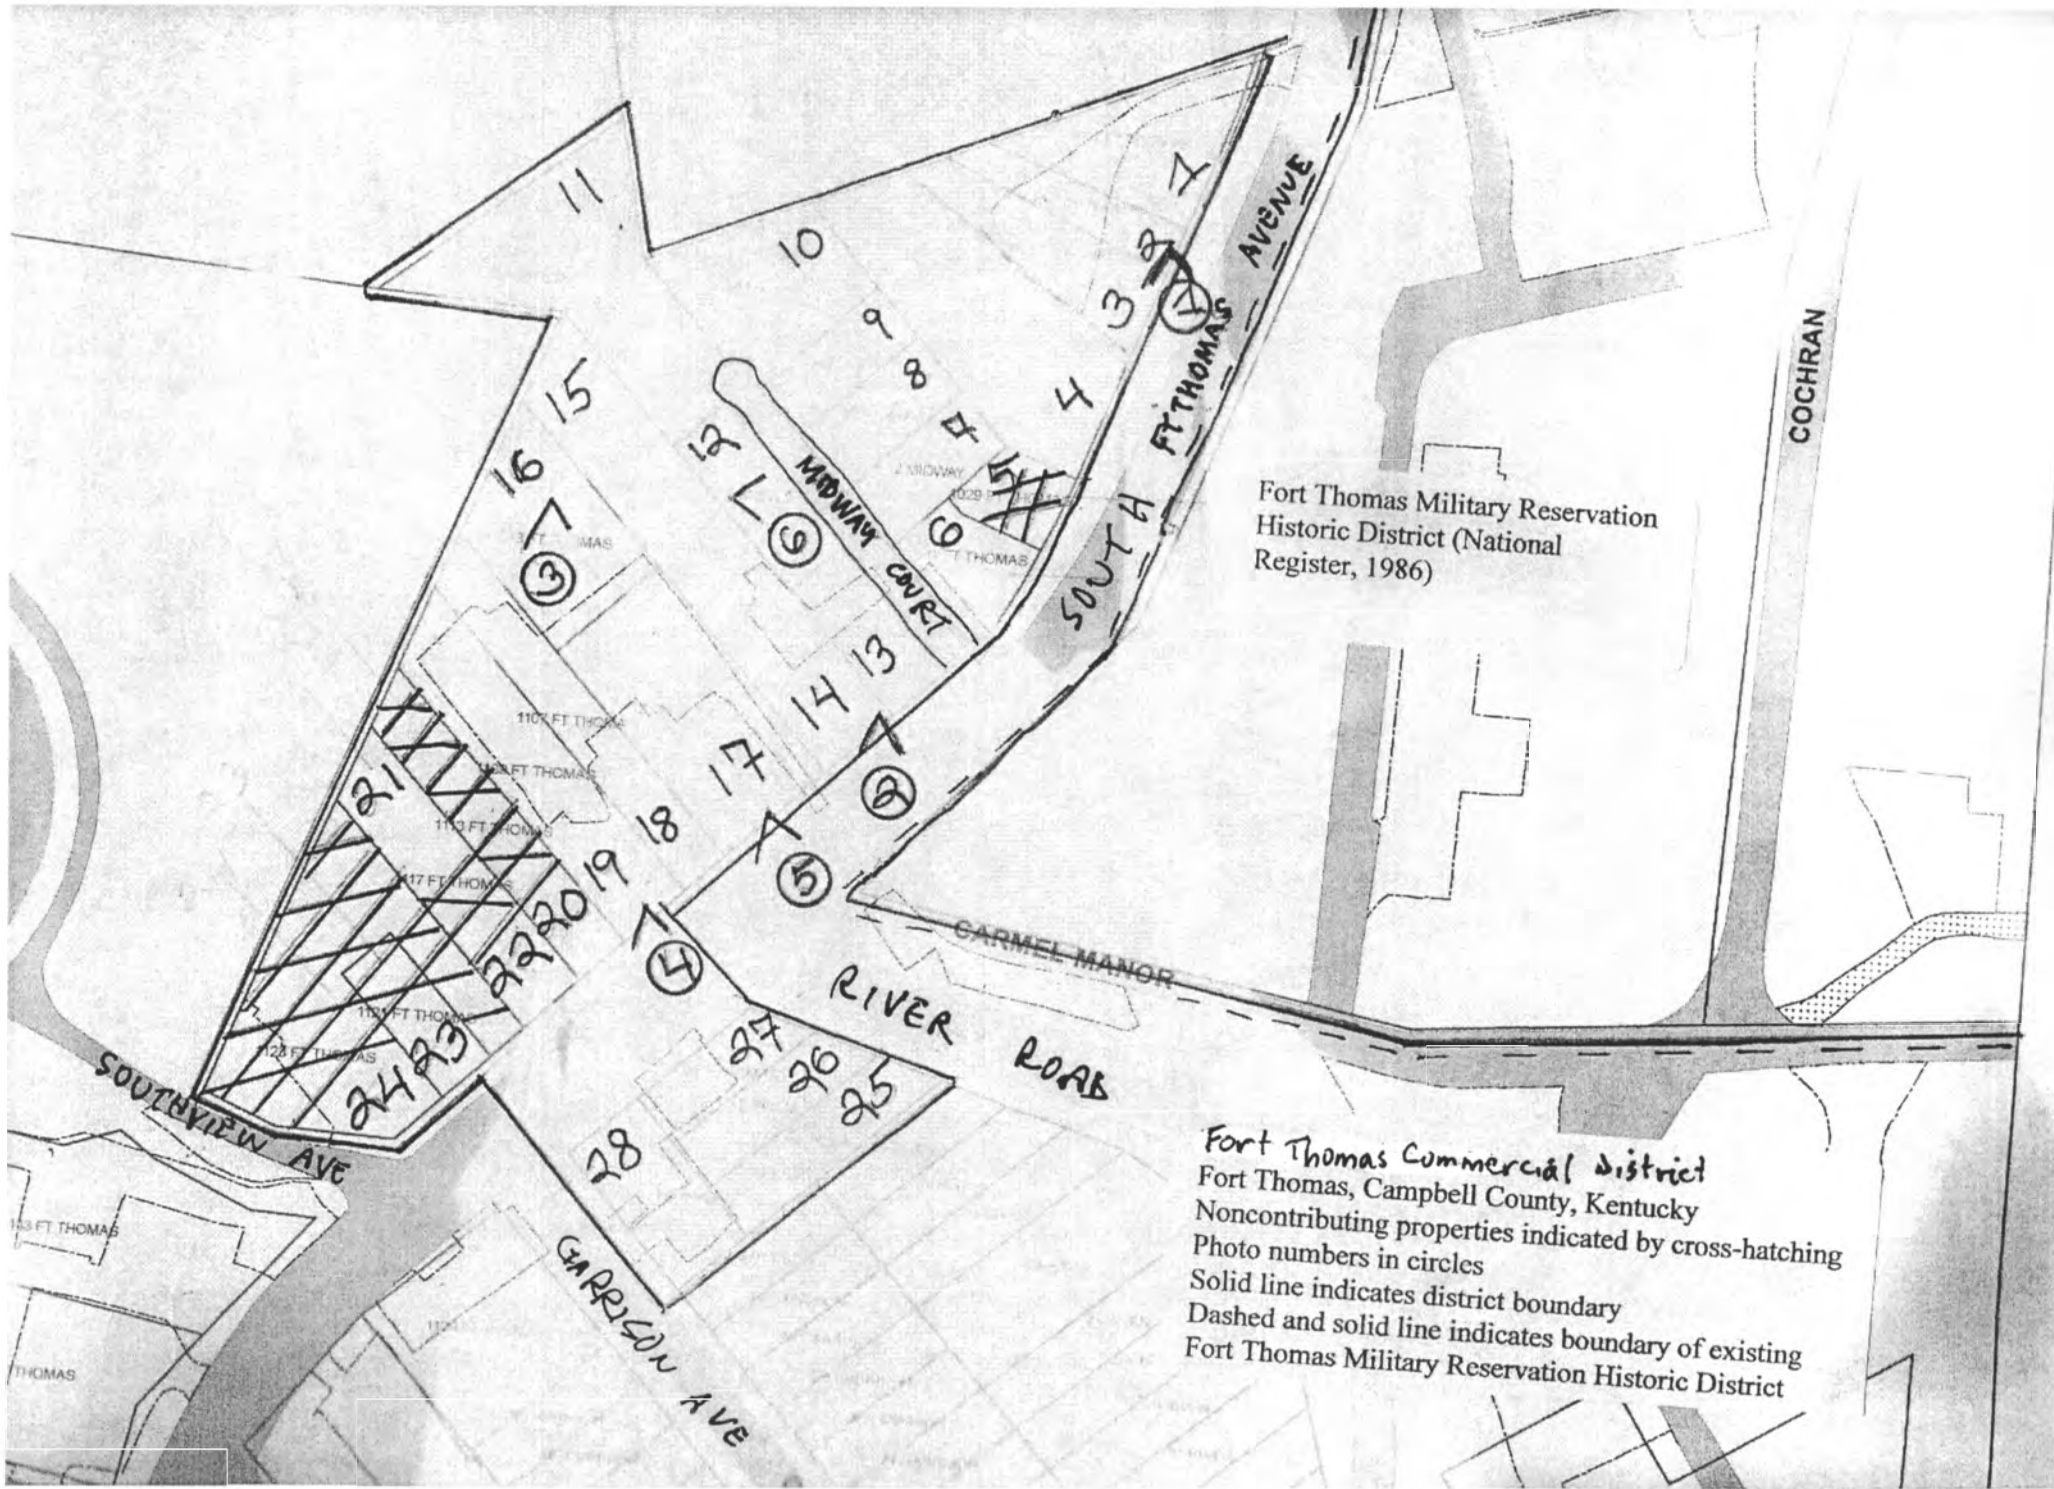 11
10
1
2
3
1
9
8
7
4
5
6
15
16
12
3
6
MIDWAY
COURT
SOUTH FT THOMAS AVENUE
COCHRAN
MIDWAY
FT THOMAS
Fort Thomas Military Reservation
Historic District (National
Register, 1986)
13
14
17
18
19
20
21
22
23
24
2
5
4
1107 FT THOMA
FT THOMAS
1113 FT THOMAS
1117 FT THOMAS
1121 FT THOMAS
FT THOMAS
CARMEL MANOR
RIVER ROAD
27
26
25
28
SOUTHVIEW AVE
GARRISON AVE
FT THOMAS
THOMAS
Fort Thomas Commercial District
Fort Thomas, Campbell County, Kentucky
Noncontributing properties indicated by cross-hatching
Photo numbers in circles
Solid line indicates district boundary
Dashed and solid line indicates boundary of existing
Fort Thomas Military Reservation Historic District